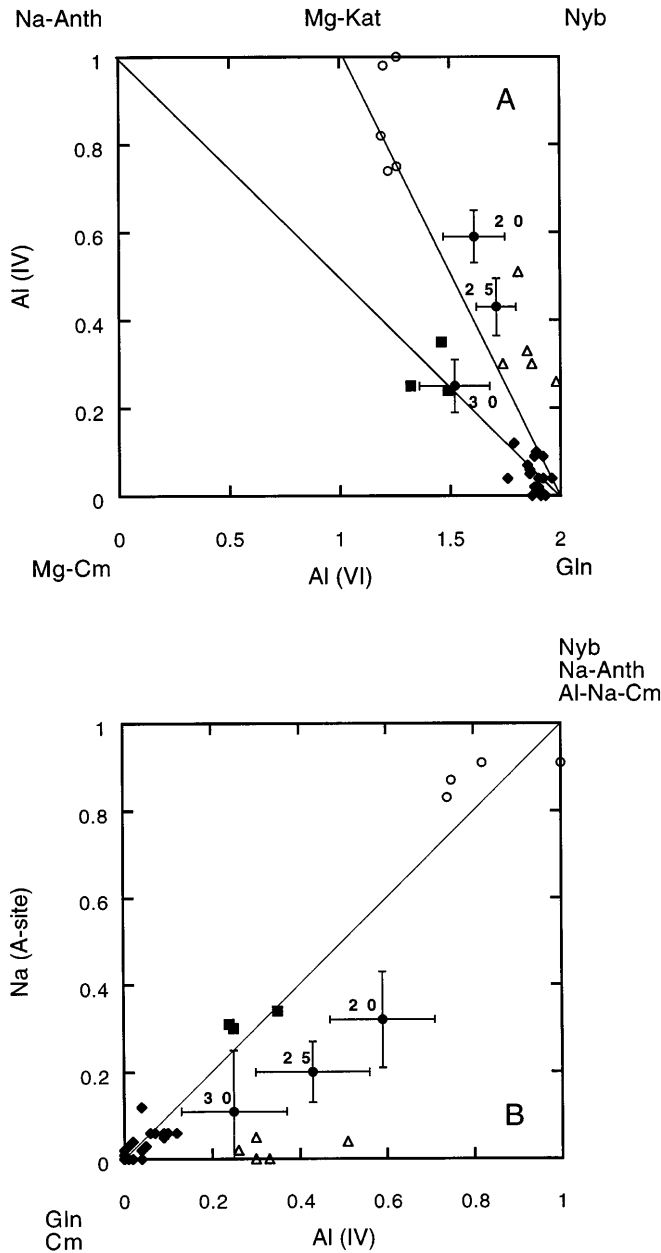 Na-Anth Mg-Kat Nyb
1
A
0.8
2 0
0.6
Al (IV)
2 5
0.4
3 0
0.2
0
0 0.5 1 1.5 2
Mg-Cm Al (VI) Gln
Nyb
Na-Anth
Al-Na-Cm
1
0.8
0.6
Na (A-site)
0.4
2 0
2 5
0.2
3 0
B
0
0 0.2 0.4 0.6 0.8 1
Gln
Cm
Al (IV)